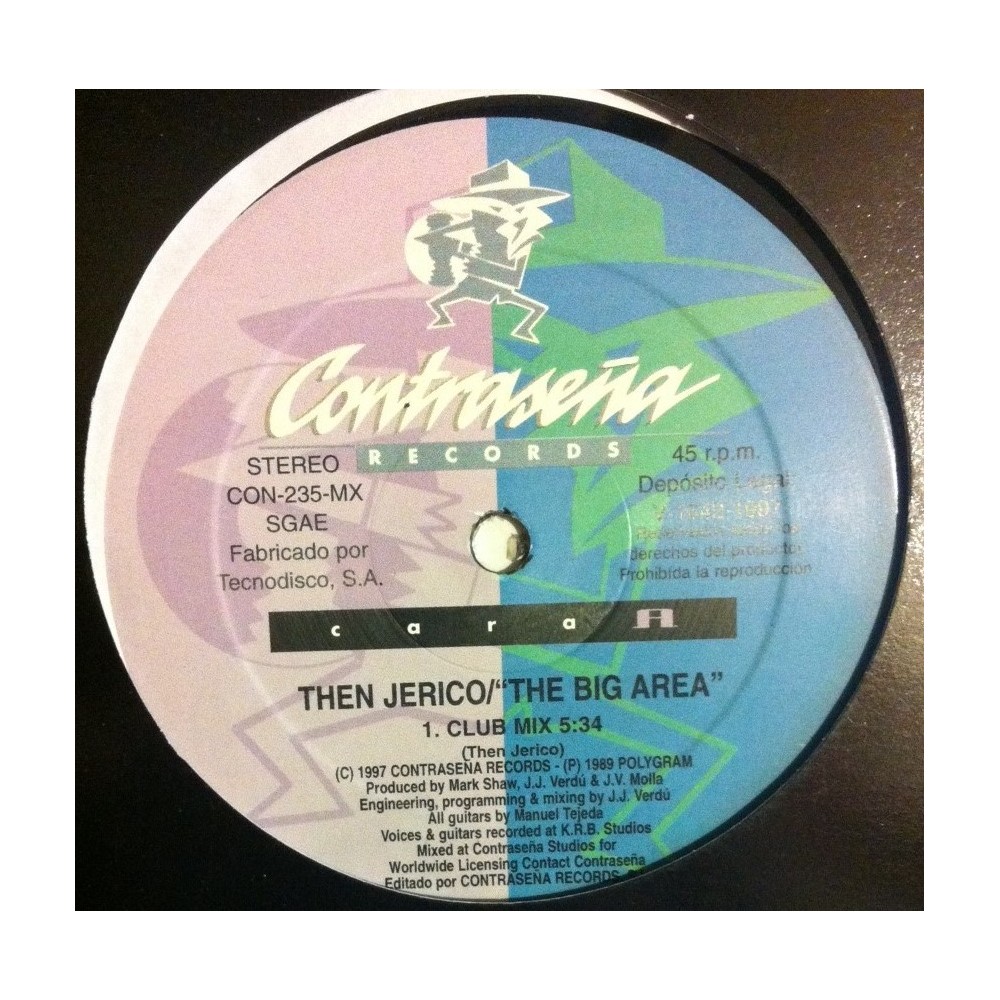 Contraseña
RECORDS
STEREO
CON-235-MX
SGAE
Fabricado por
Tecnodisco, S.A.
45 r.p.m.
Depósito Legal:
derechos del productor
Prohibida la reproducción
cara A
THEN JERICO/"THE BIG AREA"
1. CLUB MIX 5:34
(Then Jerico)
(C) 1997 CONTRASEÑA RECORDS - (P) 1989 POLYGRAM
Produced by Mark Shaw, J.J. Verdú & J.V. Molla
Engineering, programming & mixing by J.J. Verdú
All guitars by Manuel Tejeda
Voices & guitars recorded at K.R.B. Studios
Mixed at Contraseña Studios for
Worldwide Licensing Contact Contraseña
Editado por CONTRASEÑA RECORDS